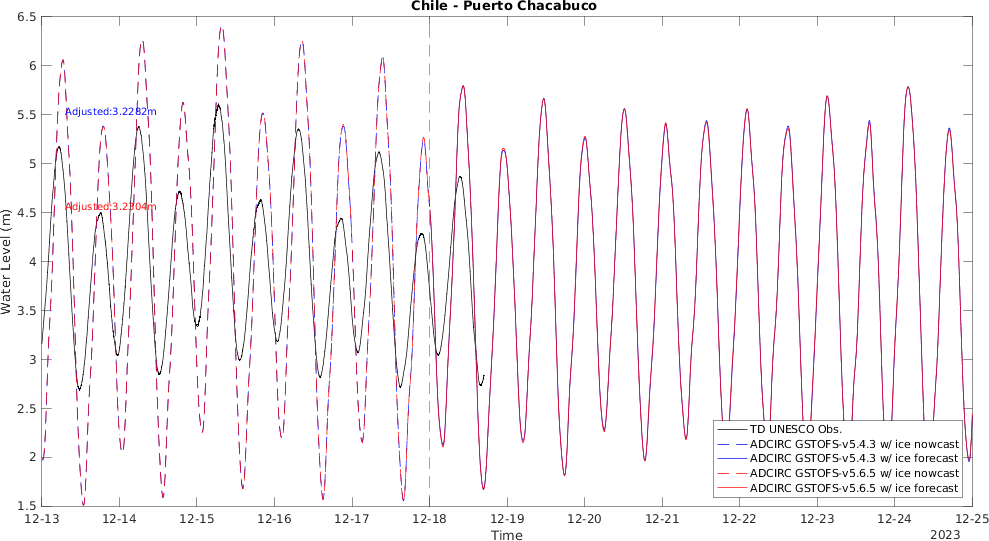 Chile - Puerto Chacabuco
Water Level (m)
6.5
6
5.5
5
4.5
4
3.5
3
2.5
2
1.5
Adjusted:3.2282m
Adjusted:3.2304m
TD UNESCO Obs.
ADCIRC GSTOFS-v5.4.3 w/ ice nowcast
ADCIRC GSTOFS-v5.4.3 w/ ice forecast
ADCIRC GSTOFS-v5.6.5 w/ ice nowcast
ADCIRC GSTOFS-v5.6.5 w/ ice forecast
12-13 12-14 12-15 12-16 12-17 12-18 12-19 12-20 12-21 12-22 12-23 12-24 12-25
Time
2023